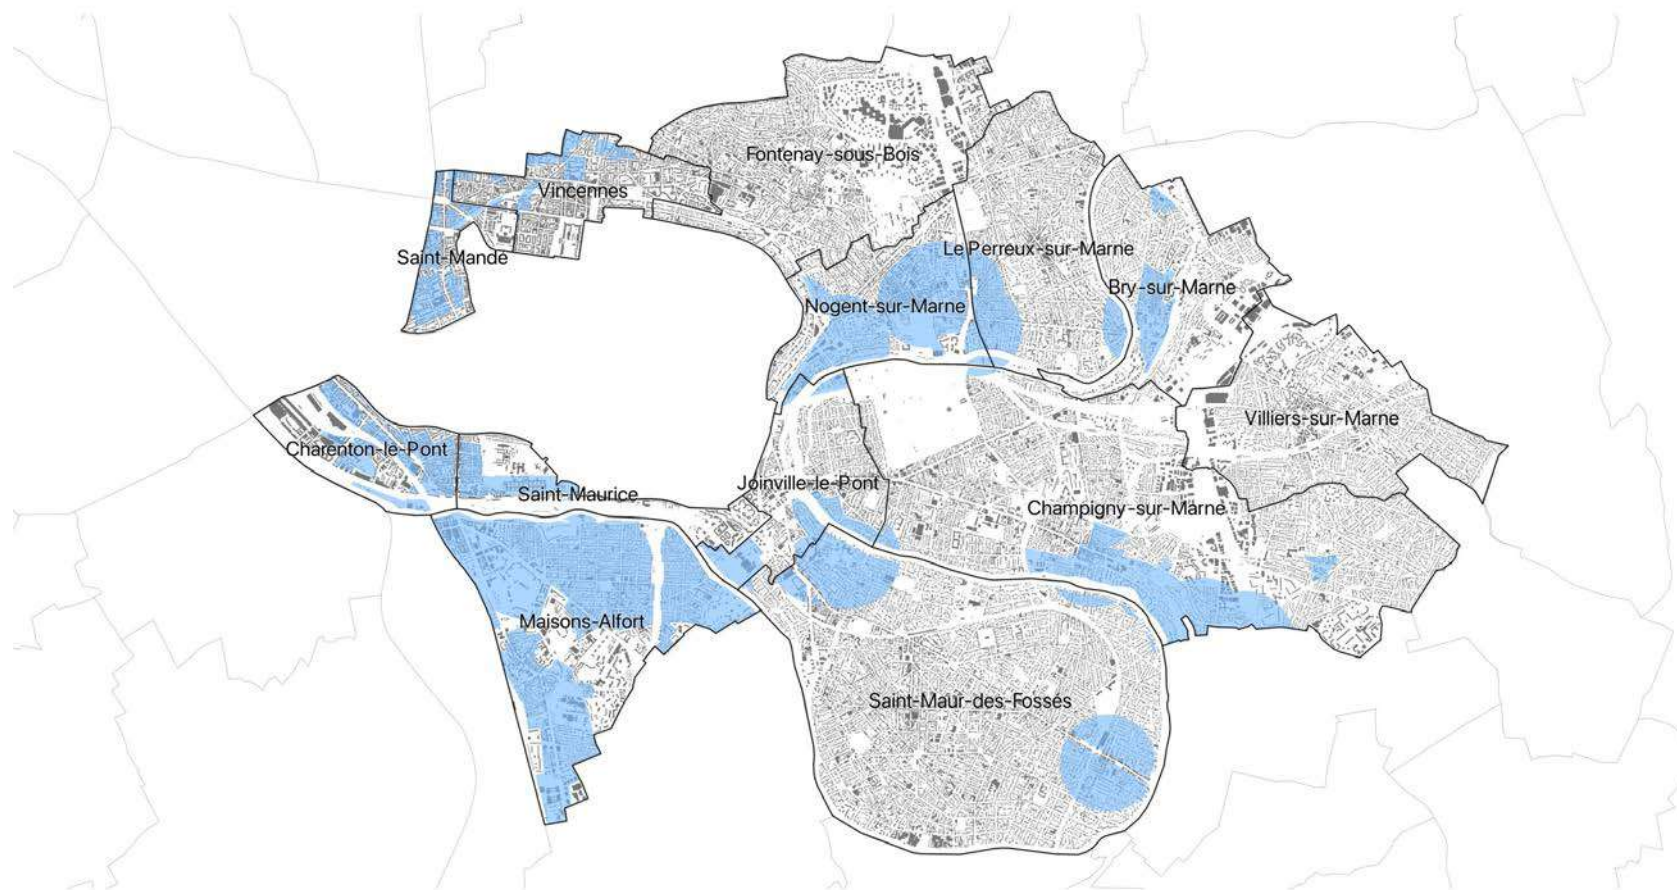 Fontenay-sous-Bois
Vincennes
Le Perreux-sur-Marne
Saint-Mandé
Bry-sur-Marne
Nogent-sur-Marne
Villiers-sur-Marne
Charenton-le-Pont
Joinville-le-Pont
Saint-Maurice
Champigny-sur-Marne
Maisons-Alfort
Saint-Maur-des-Fossés